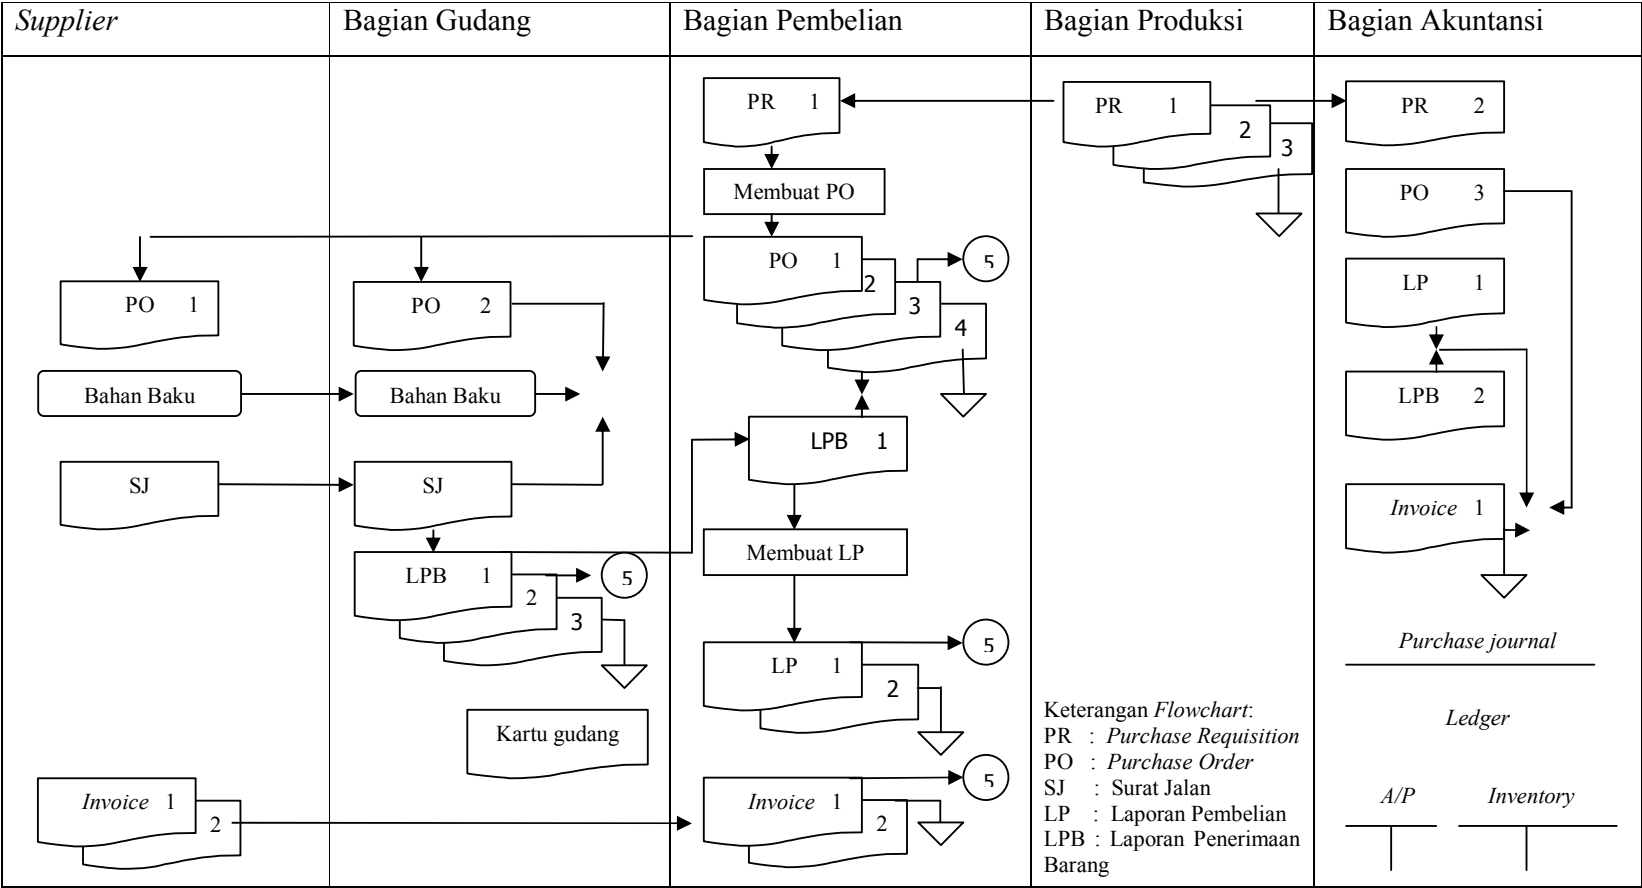 Supplier
Bagian Gudang
Bagian Pembelian
Bagian Produksi
Bagian Akuntansi
PO 1
Bahan Baku
SJ
Invoice 1
2
PO 2
Bahan Baku
SJ
LPB 1
2
3
5
Kartu gudang
PR 1
Membuat PO
PO 1
2
3
4
5
LPB 1
Membuat LP
LP 1
2
5
Invoice 1
2
5
PR 1
2
3
Keterangan Flowchart:
PR : Purchase Requisition
PO : Purchase Order
SJ : Surat Jalan
LP : Laporan Pembelian
LPB : Laporan Penerimaan
Barang
PR 2
PO 3
LP 1
LPB 2
Invoice 1
Purchase journal
Ledger
A/P Inventory